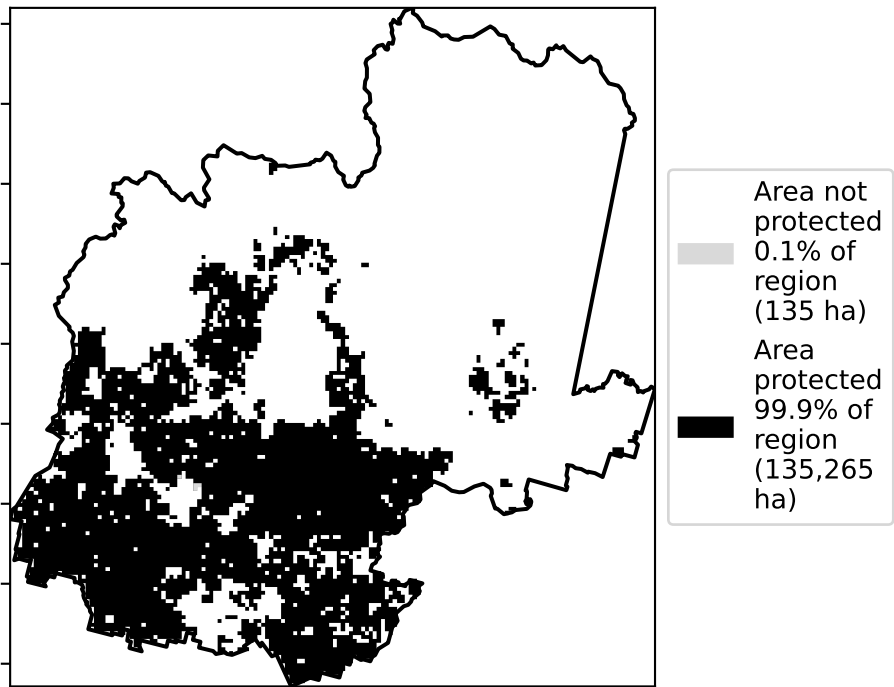 Area not
protected
0.1% of
region
(135 ha)
Area
protected
99.9% of
region
(135,265
ha)